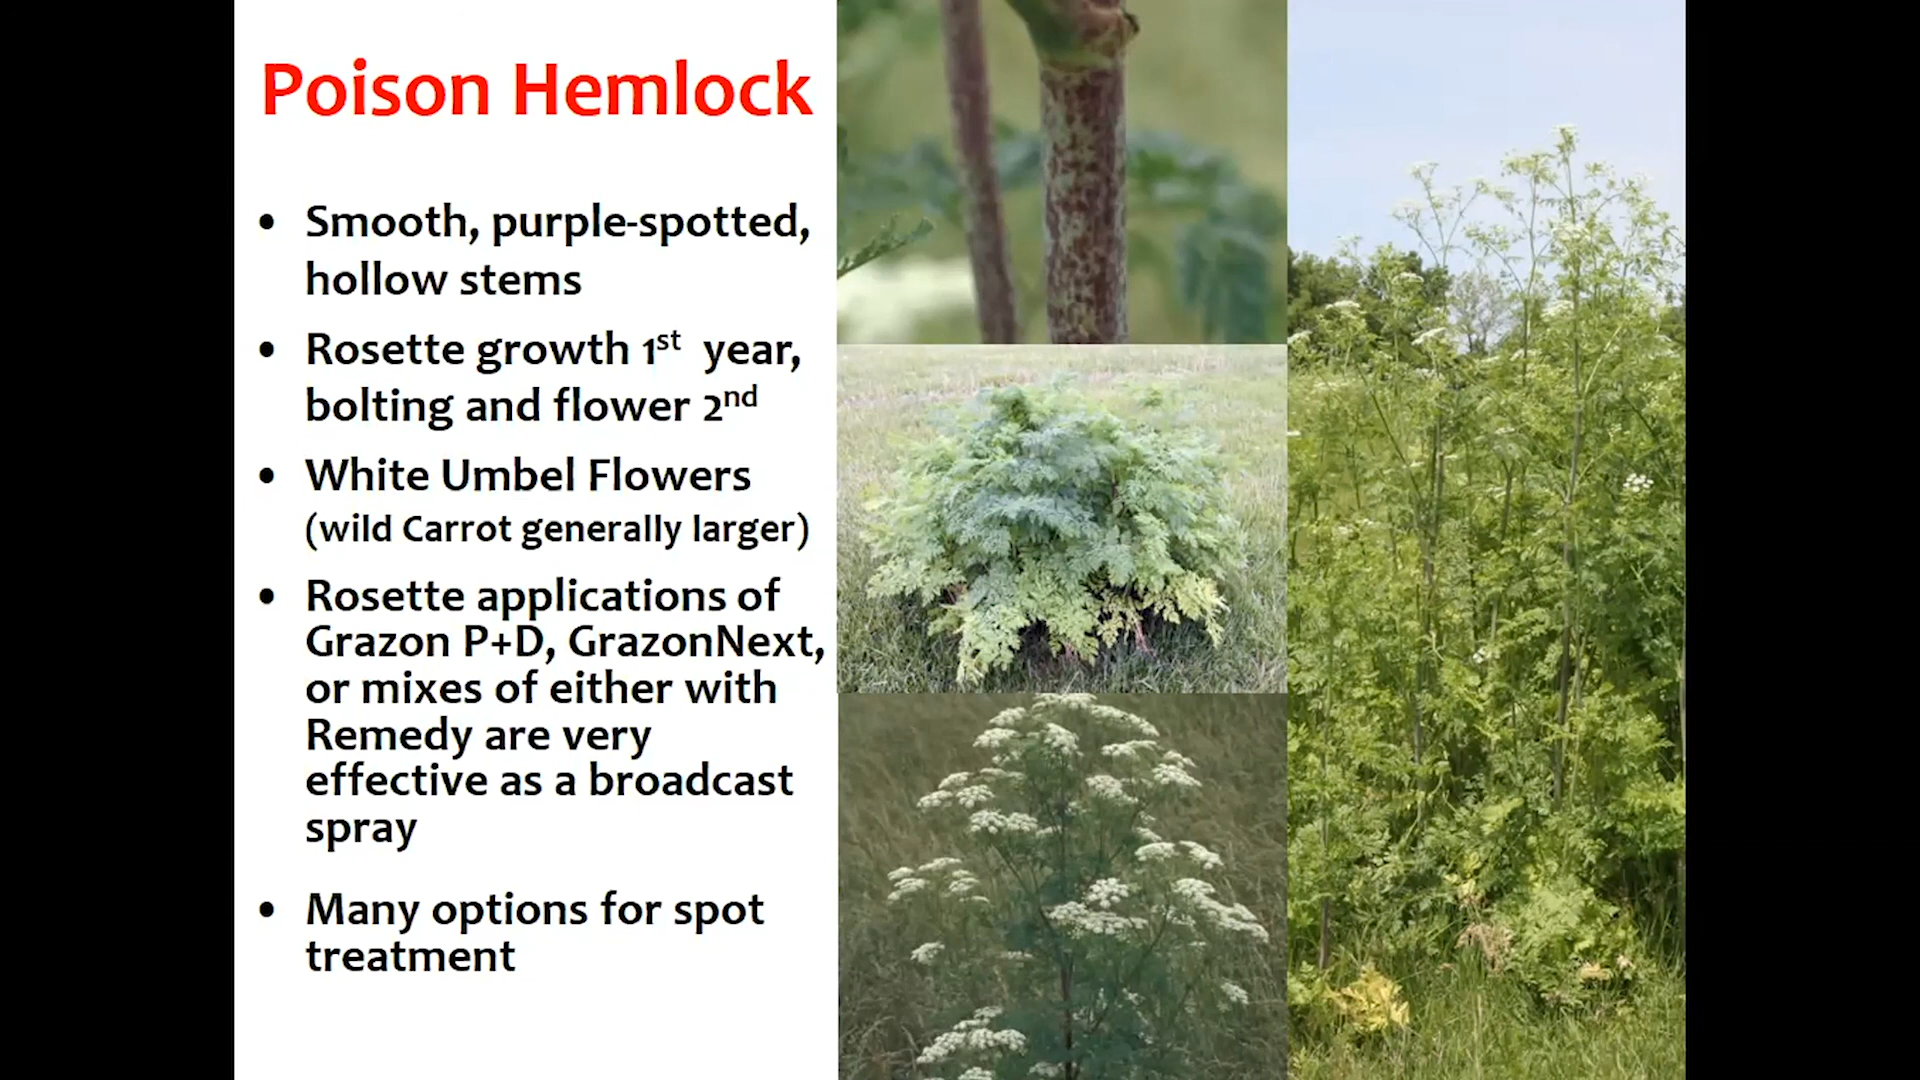 Poison Hemlock
• Smooth, purple-spotted,
hollow stems
• Rosette growth 1st year,
bolting and flower 2nd
• White Umbel Flowers
(wild Carrot generally larger)
• Rosette applications of
Grazon P+D, GrazonNext,
or mixes of either with
Remedy are very
effective as a broadcast
spray
• Many options for spot
treatment